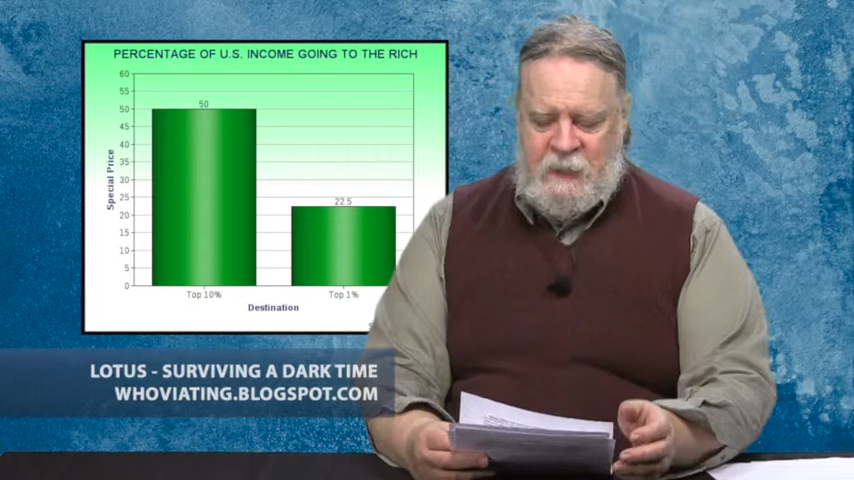 PERCENTAGE OF U.S. INCOME GOING TO THE RICH
60
55
50
45
40
35
30
25
20
15
10
5
0
50
22.5
Special Price
Top 10%
Top 1%
Destination
LOTUS - SURVIVING A DARK TIME
WHOVIATING.BLOGSPOT.COM